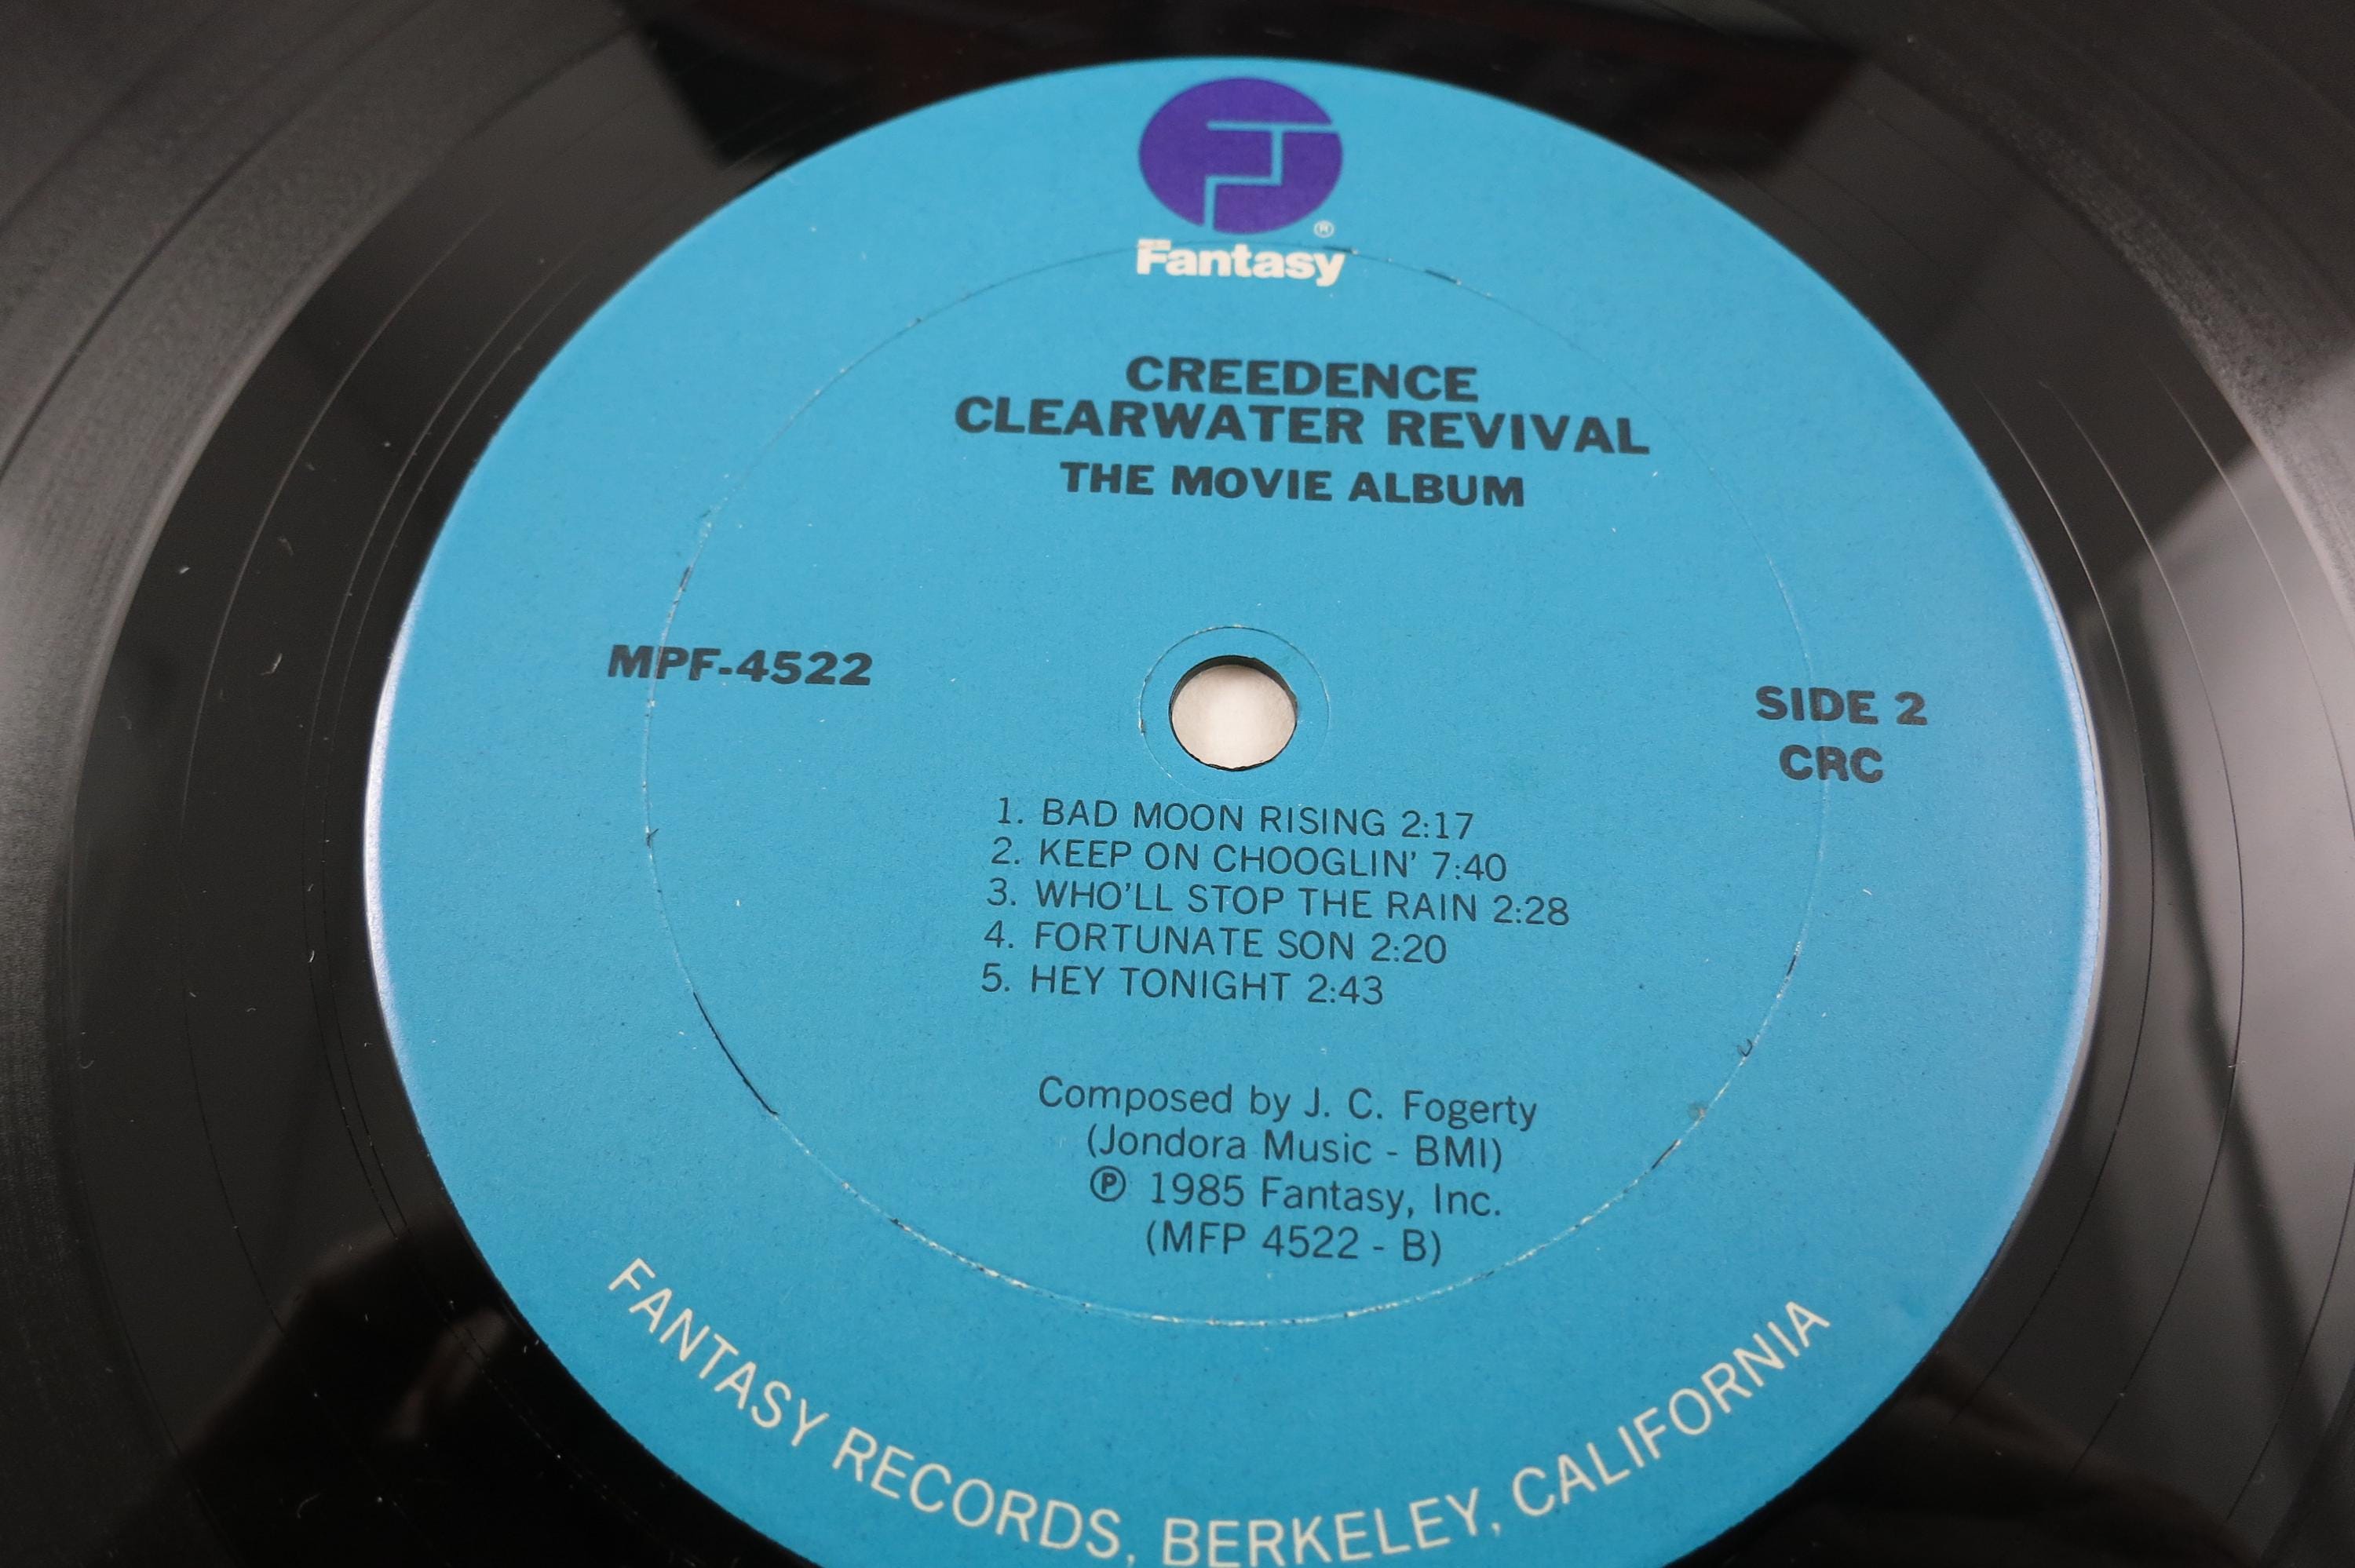 ®
Fantasy
CREEDENCE
CLEARWATER REVIVAL
THE MOVIE ALBUM
MPF-4522
SIDE 2
CRC
1. BAD MOON RISING 2:17
2. KEEP ON CHOOGLIN' 7:40
3. WHO'LL STOP THE RAIN 2:28
4. FORTUNATE SON 2:20
5. HEY TONIGHT 2:43
Composed by J. C. Fogerty
(Jondora Music - BMI)
℗ 1985 Fantasy, Inc.
(MFP 4522 - B)
FANTASY RECORDS, BERKELEY, CALIFORNIA